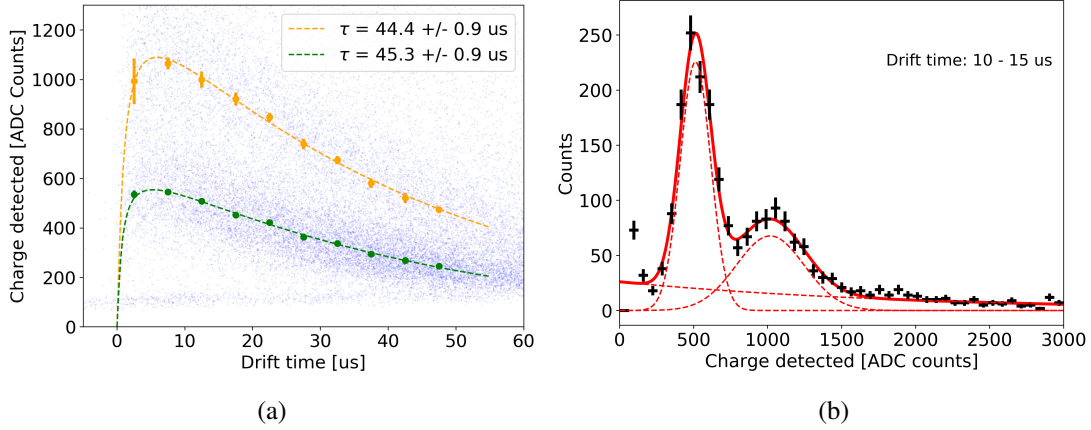 τ = 44.4 +/- 0.9 us
τ = 45.3 +/- 0.9 us
Charge detected [ADC Counts]
1200
1000
800
600
400
200
0
0 10 20 30 40 50 60
Drift time [us]
(a)
Drift time: 10 - 15 us
Counts
250
200
150
100
50
0
0 500 1000 1500 2000 2500 3000
Charge detected [ADC counts]
(b)